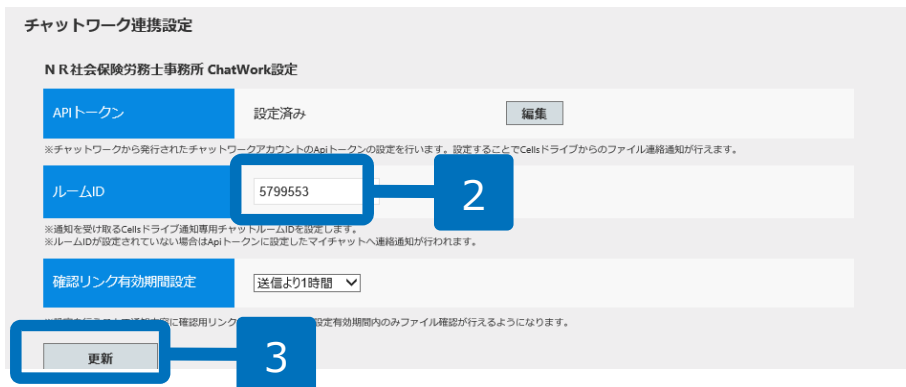 チャットワーク連携設定
ＮＲ社会保険労務士事務所 ChatWork設定
APIトークン 設定済み 編集
※チャットワークから発行されたチャットワークアカウントのApiトークンの設定を行います。設定することでCellsドライブからのファイル連絡通知が行えます。
ルームID 5799553 2
※通知を受け取るCellsドライブ通知専用チャットルームIDを設定します。
※ルームIDが設定されていない場合はApiトークンに設定したマイチャットへ連絡通知が行われます。
確認リンク有効期間設定 送信より1時間
に確認用リンク 設定有効期間内のみファイル確認が行えるようになります。
更新 3